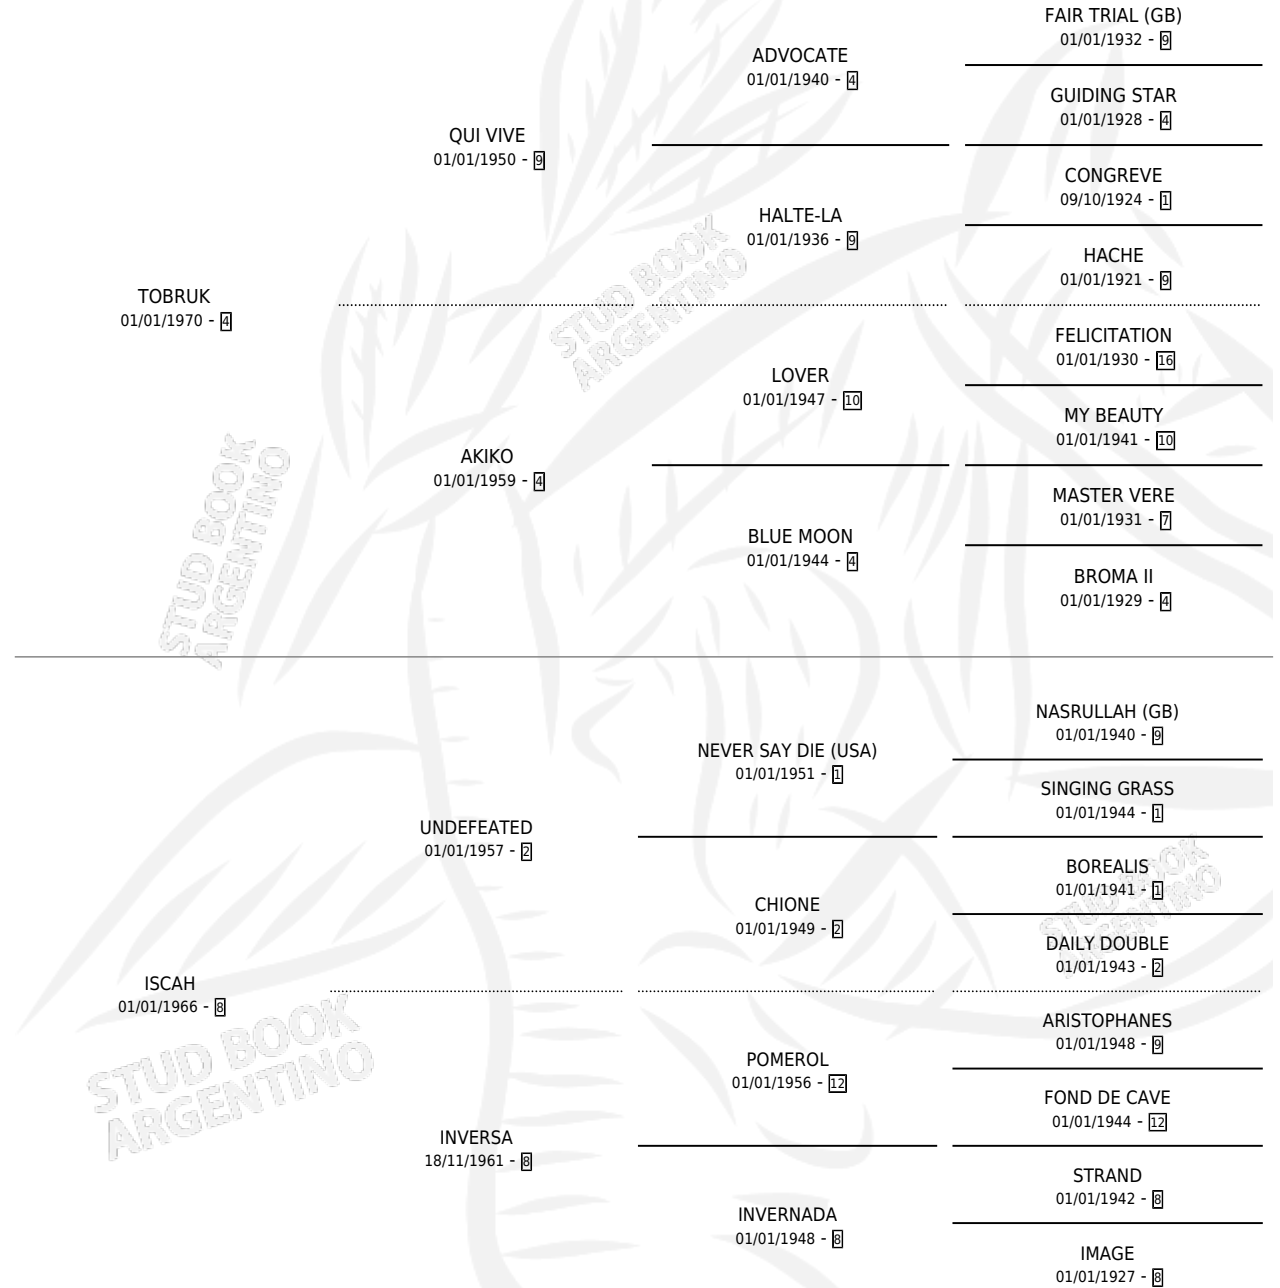 FAIR TRIAL (GB)
01/01/1932 - 9
ADVOCATE
01/01/1940 - 4
GUIDING STAR
01/01/1928 - 4
QUI VIVE
01/01/1950 - 9
CONGREVE
09/10/1924 - 1
HALTE-LA
01/01/1936 - 9
HACHE
01/01/1921 - 9
TOBRUK
01/01/1970 - 4
FELICITATION
01/01/1930 - 16
LOVER
01/01/1947 - 10
MY BEAUTY
01/01/1941 - 10
AKIKO
01/01/1959 - 4
MASTER VERE
01/01/1931 - 7
BLUE MOON
01/01/1944 - 4
BROMA II
01/01/1929 - 4
STUD BOOK
ARGENTINO
STUD BOOK
ARGENTINO
NASRULLAH (GB)
01/01/1940 - 9
NEVER SAY DIE (USA)
01/01/1951 - 1
SINGING GRASS
01/01/1944 - 1
UNDEFEATED
01/01/1957 - 2
BOREALIS
01/01/1941 - 1
CHIONE
01/01/1949 - 2
DAILY DOUBLE
01/01/1943 - 2
ISCAH
01/01/1966 - 8
ARISTOPHANES
01/01/1948 - 9
POMEROL
01/01/1956 - 12
FOND DE CAVE
01/01/1944 - 12
INVERSA
18/11/1961 - 8
STRAND
01/01/1942 - 8
INVERNADA
01/01/1948 - 8
IMAGE
01/01/1927 - 8
STUD BOOK
ARGENTINO
STUD BOOK
ARGENTINO